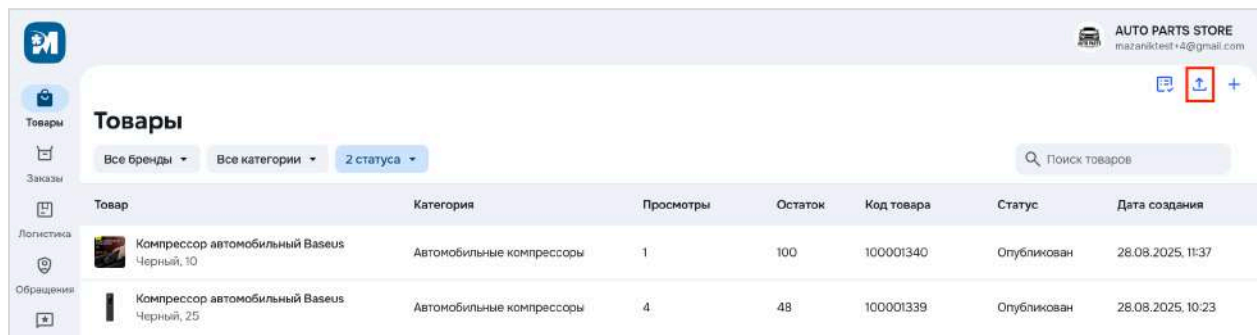 AUTO PARTS STORE
mazaniktest+4@gmail.com
Товары
Товары
Все бренды
Все категории
2 статуса
Поиск товаров
Заказы
Товар
Категория
Просмотры
Остаток
Код товара
Статус
Дата создания
Логистика
Компрессор автомобильный Baseus
Черный, 10
Автомобильные компрессоры
1
100
100001340
Опубликован
28.08.2025, 11:37
Обращения
Компрессор автомобильный Baseus
Черный, 25
Автомобильные компрессоры
4
48
100001339
Опубликован
28.08.2025, 10:23